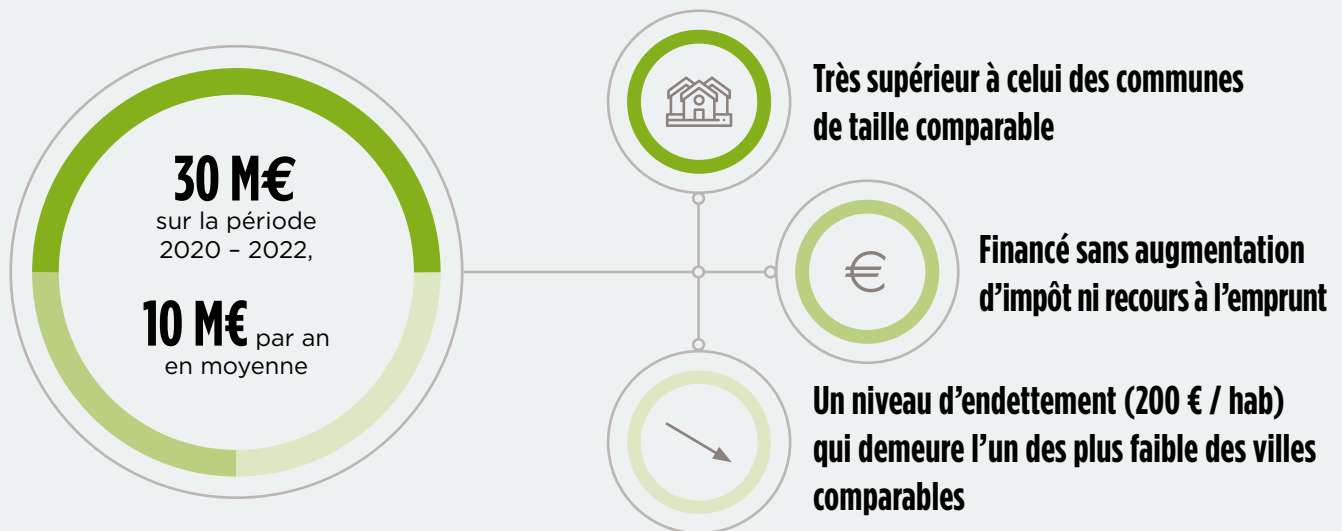 30 M€
sur la période
2020 – 2022,
10 M€ par an
en moyenne
Très supérieur à celui des communes
de taille comparable
€
Financé sans augmentation
d’impôt ni recours à l’emprunt
Un niveau d’endettement (200 € / hab)
qui demeure l’un des plus faible des villes
comparables